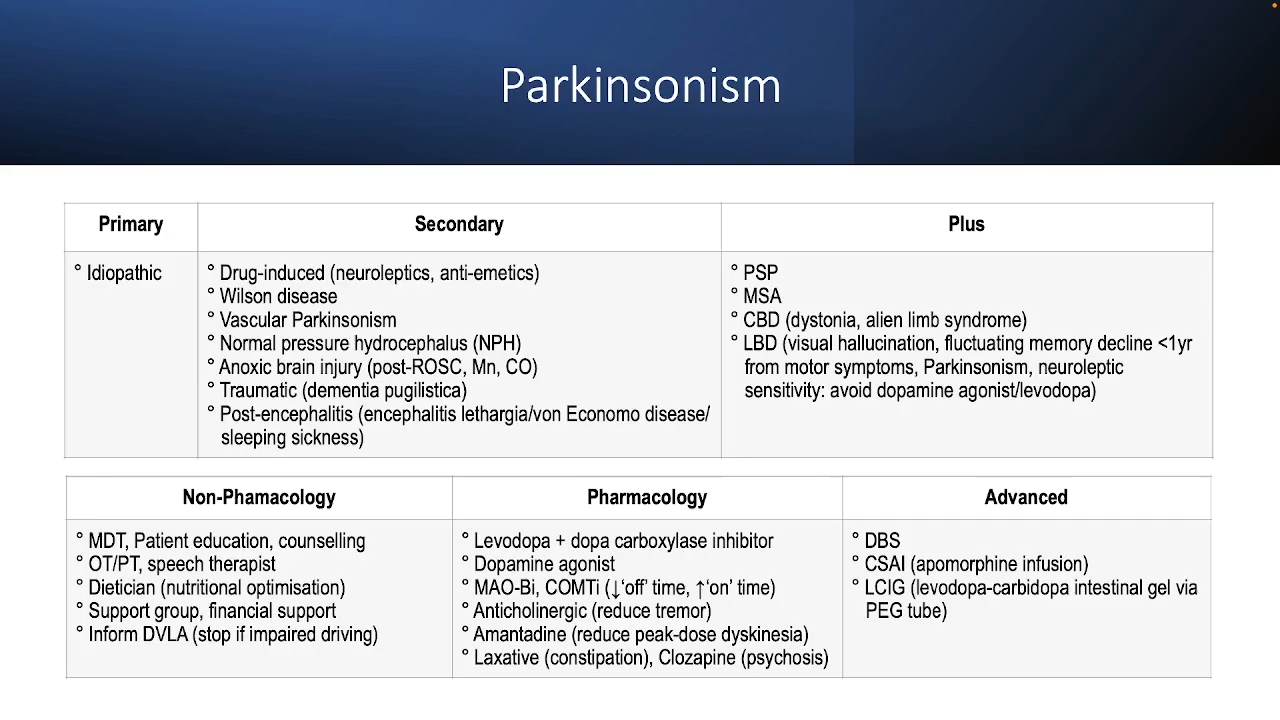 Parkinsonism
Primary
Secondary
Plus
° Idiopathic
° Drug-induced (neuroleptics, anti-emetics)
° Wilson disease
° Vascular Parkinsonism
° Normal pressure hydrocephalus (NPH)
° Anoxic brain injury (post-ROSC, Mn, CO)
° Traumatic (dementia pugilistica)
° Post-encephalitis (encephalitis lethargia/von Economo disease/
sleeping sickness)
° PSP
° MSA
° CBD (dystonia, alien limb syndrome)
° LBD (visual hallucination, fluctuating memory decline <1yr
from motor symptoms, Parkinsonism, neuroleptic
sensitivity: avoid dopamine agonist/levodopa)
Non-Phamacology
Pharmacology
Advanced
° MDT, Patient education, counselling
° OT/PT, speech therapist
° Dietician (nutritional optimisation)
° Support group, financial support
° Inform DVLA (stop if impaired driving)
° Levodopa + dopa carboxylase inhibitor
° Dopamine agonist
° MAO-Bi, COMTi (↓‘off’ time, ↑‘on’ time)
° Anticholinergic (reduce tremor)
° Amantadine (reduce peak-dose dyskinesia)
° Laxative (constipation), Clozapine (psychosis)
° DBS
° CSAI (apomorphine infusion)
° LCIG (levodopa-carbidopa intestinal gel via
PEG tube)